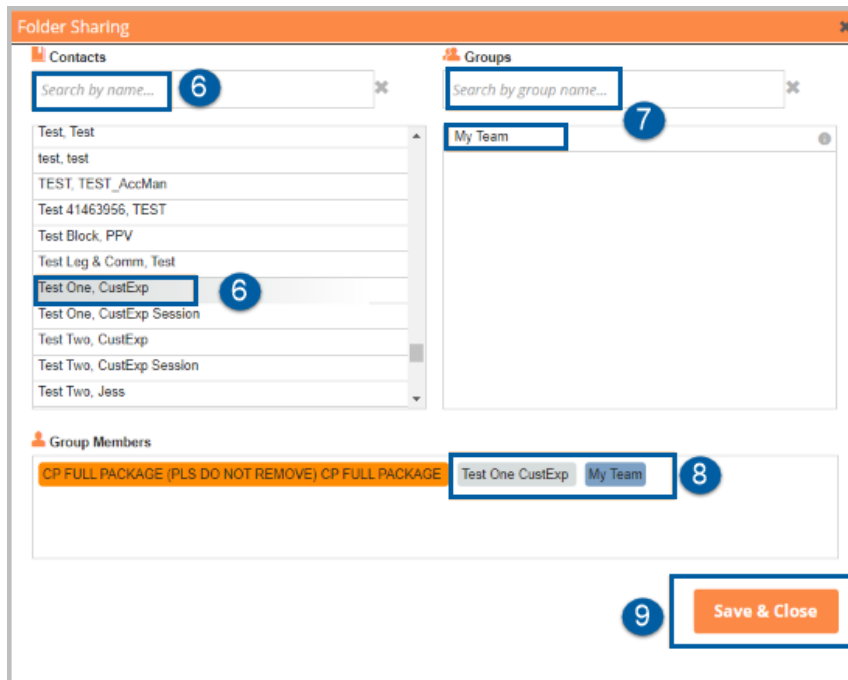 Folder Sharing
Contacts
Search by name...
6
Test, Test
test, test
TEST, TEST_AccMan
Test 41463956, TEST
Test Block, PPV
Test Leg & Comm, Test
Test One, CustExp
6
Test One, CustExp Session
Test Two, CustExp
Test Two, CustExp Session
Test Two, Jess
Groups
Search by group name...
7
My Team
Group Members
CP FULL PACKAGE (PLS DO NOT REMOVE) CP FULL PACKAGE Test One CustExp My Team 8
9 Save & Close